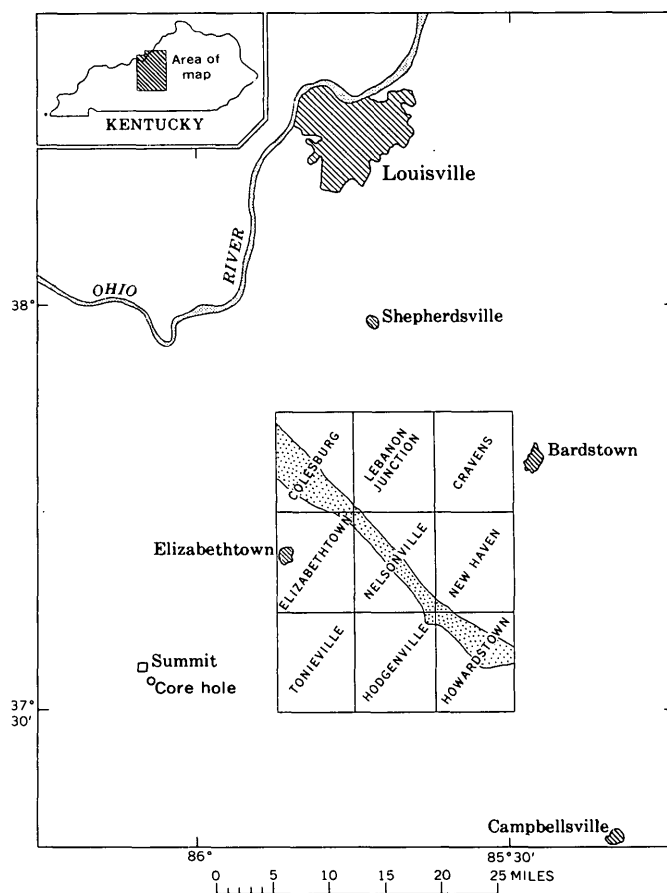 Area of
map
KENTUCKY
Louisville
OHIO RIVER
38°
Shepherdsville
COLESBURG
LEBANON
JUNCTION
CRAVENS
Bardstown
Elizabethtown
ELIZABETHTOWN
NELSONVILLE
NEW HAVEN
TONIEVILLE
HODGENVILLE
HOWARDSTOWN
Summit
Core hole
37°
30'
Campbellsville
86°
85°30'
0 5 10 15 20 25 MILES